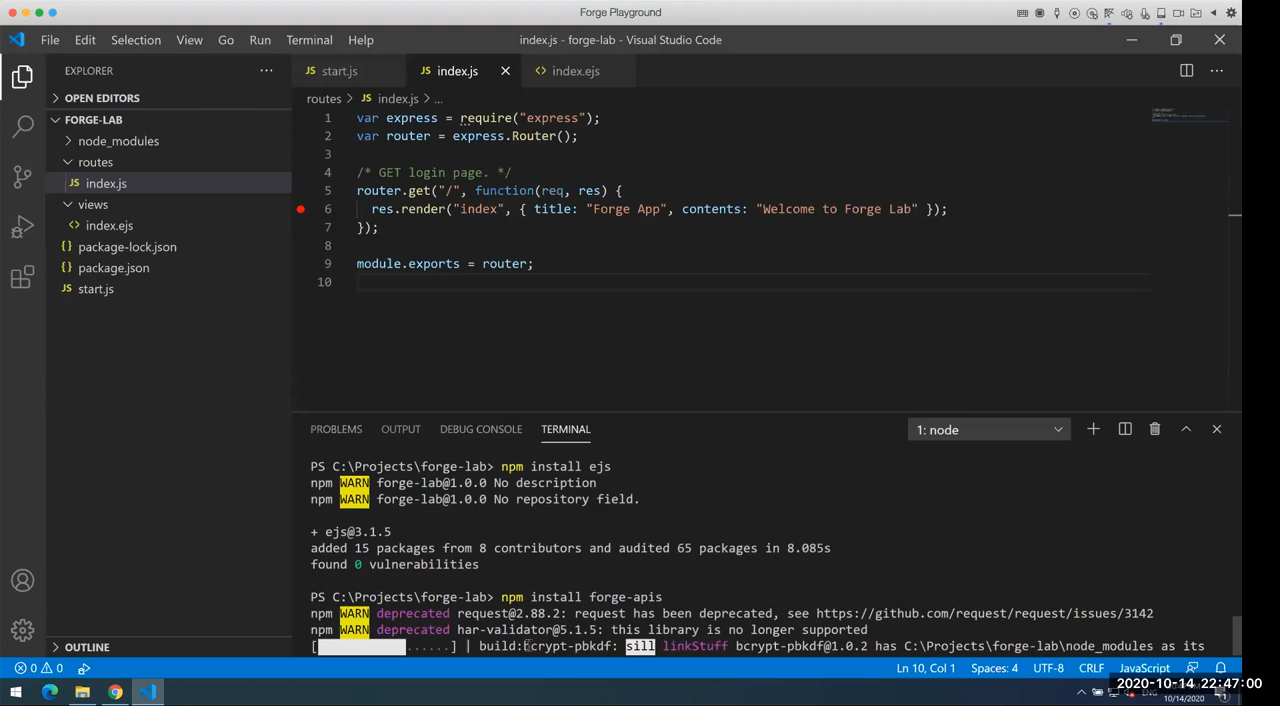 Forge Playground
File Edit Selection View Go Run Terminal Help
index.js - forge-lab - Visual Studio Code
EXPLORER
start.js
index.js
index.ejs
OPEN EDITORS
FORGE-LAB
node_modules
routes
JS index.js
views
<> index.ejs
{} package-lock.json
{} package.json
JS start.js
OUTLINE
routes > JS index.js > ...
1 var express = require("express");
2 var router = express.Router();
3
4 /* GET login page. */
5 router.get("/", function(req, res) {
6 res.render("index", { title: "Forge App", contents: "Welcome to Forge Lab" });
7 });
8
9 module.exports = router;
10
PROBLEMS OUTPUT DEBUG CONSOLE TERMINAL
1: node
PS C:\Projects\forge-lab> npm install ejs
npm WARN forge-lab@1.0.0 No description
npm WARN forge-lab@1.0.0 No repository field.
+ ejs@3.1.5
added 15 packages from 8 contributors and audited 65 packages in 8.085s
found 0 vulnerabilities
PS C:\Projects\forge-lab> npm install forge-apis
npm WARN deprecated request@2.88.2: request has been deprecated, see https://github.com/request/request/issues/3142
npm WARN deprecated har-validator@5.1.5: this library is no longer supported
[ ......] | build: sill linkStuff bcrypt-pbkdf@1.0.2 has C:\Projects\forge-lab\node_modules as its
0 0 Ln 10, Col 1 Spaces: 4 UTF-8 CRLF JavaScript
2020-10-14 22:47:00
ENG
10/14/2020